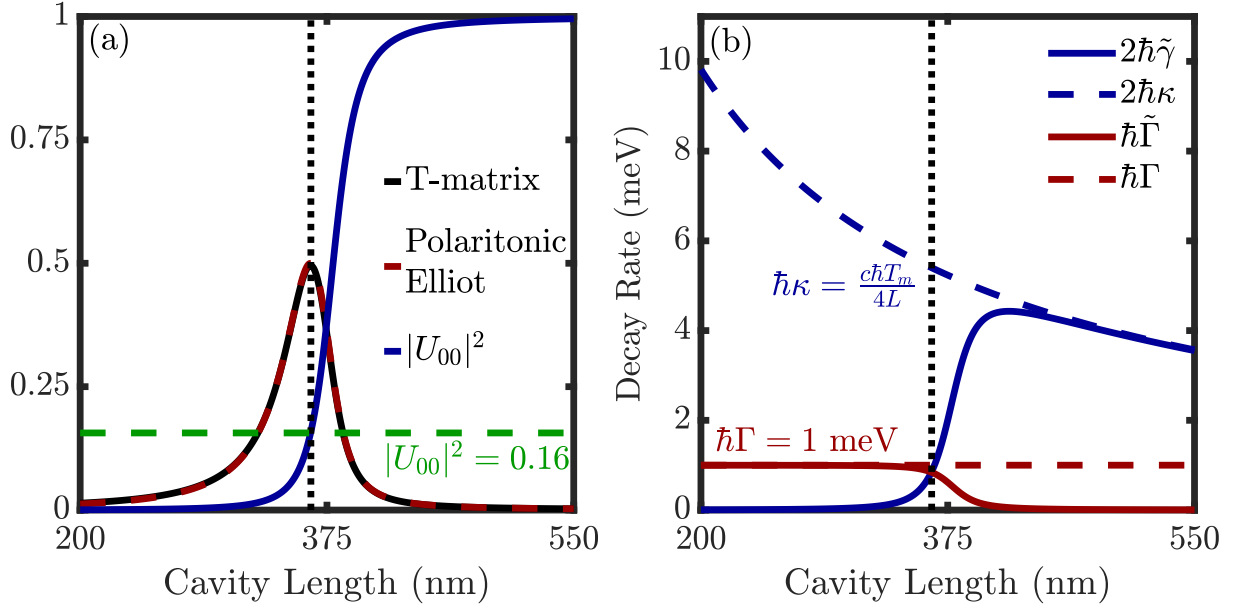 (a)
1
0.75
0.5
0.25
0
T-matrix
Polaritonic
Elliot
|U₀₀|²
|U₀₀|² = 0.16
200
375
550
Cavity Length (nm)
(b)
Decay Rate (meV)
10
8
6
4
2
0
2ħγ̃
2ħκ
ħΓ̃
ħΓ
ħκ = cħTₘ/4L
ħΓ = 1 meV
200
375
550
Cavity Length (nm)